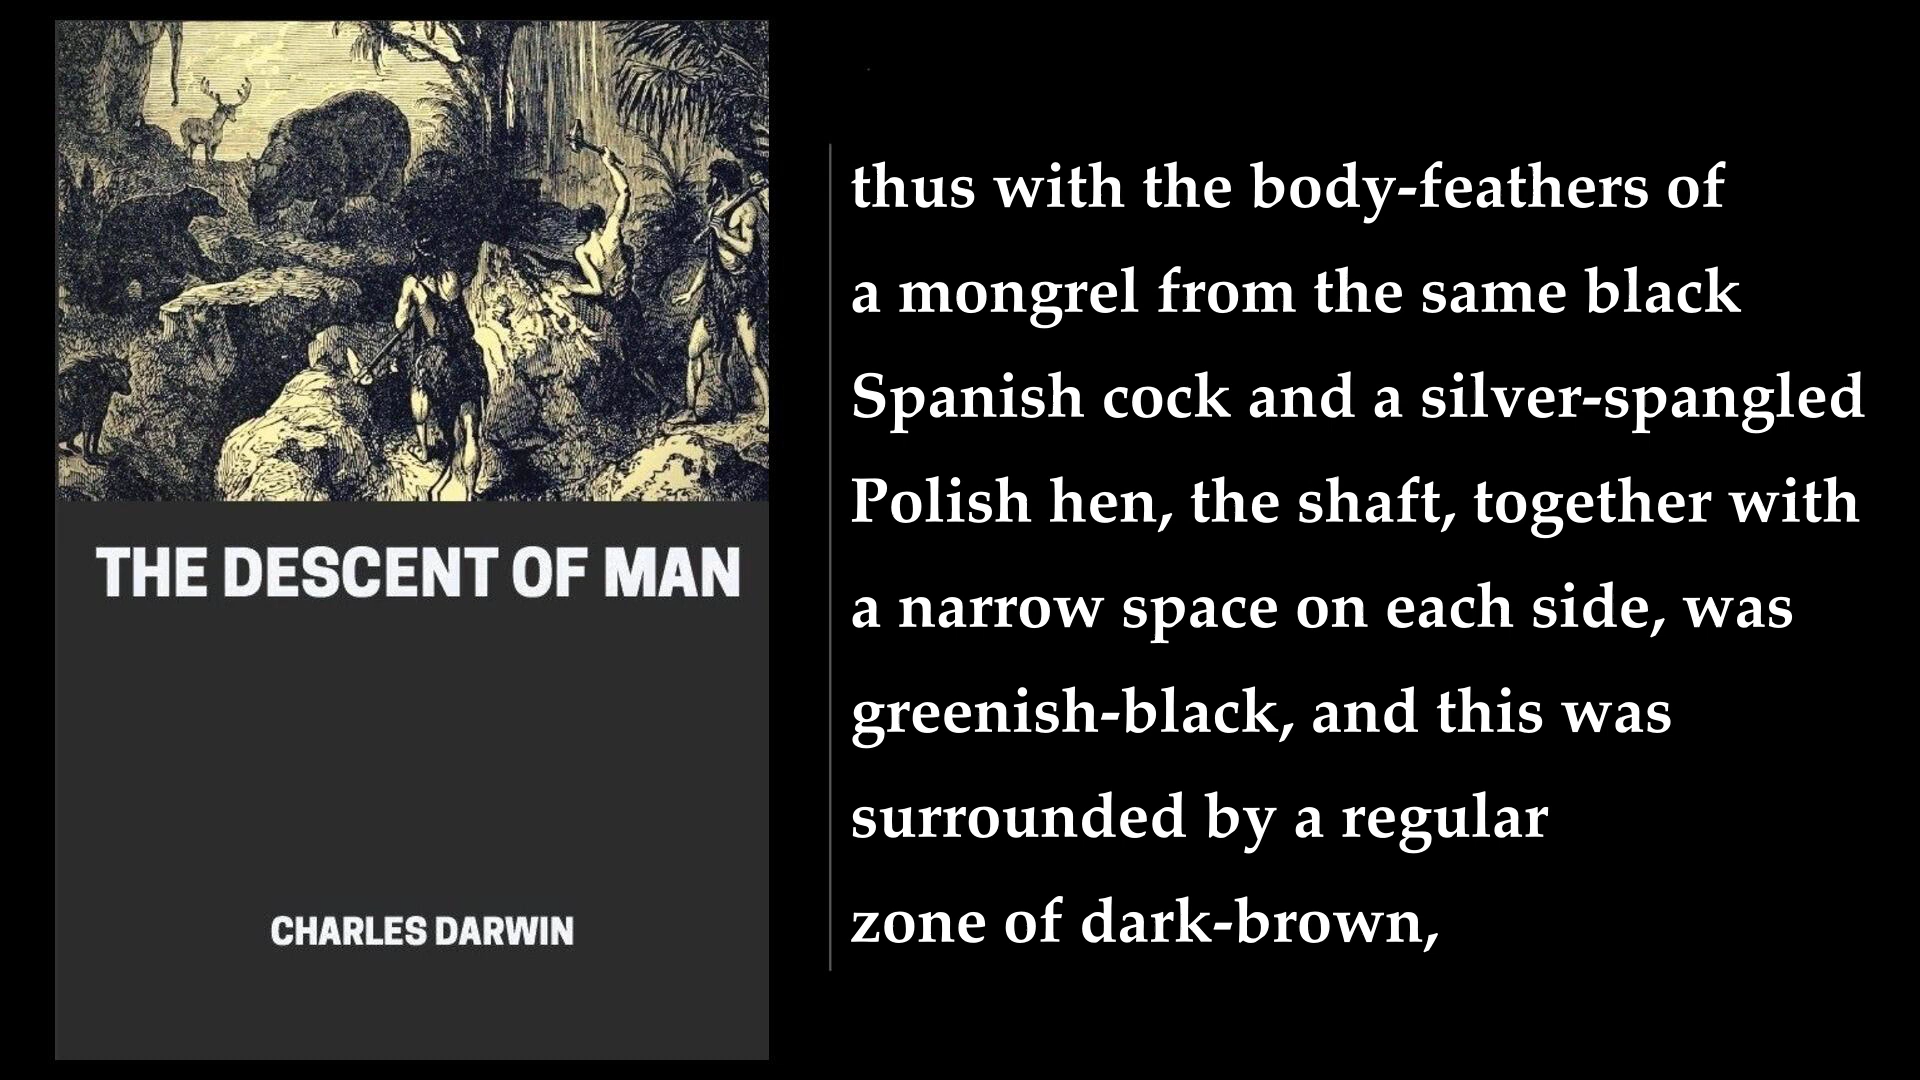 THE DESCENT OF MAN
CHARLES DARWIN
thus with the body-feathers of
a mongrel from the same black
Spanish cock and a silver-spangled
Polish hen, the shaft, together with
a narrow space on each side, was
greenish-black, and this was
surrounded by a regular
zone of dark-brown,